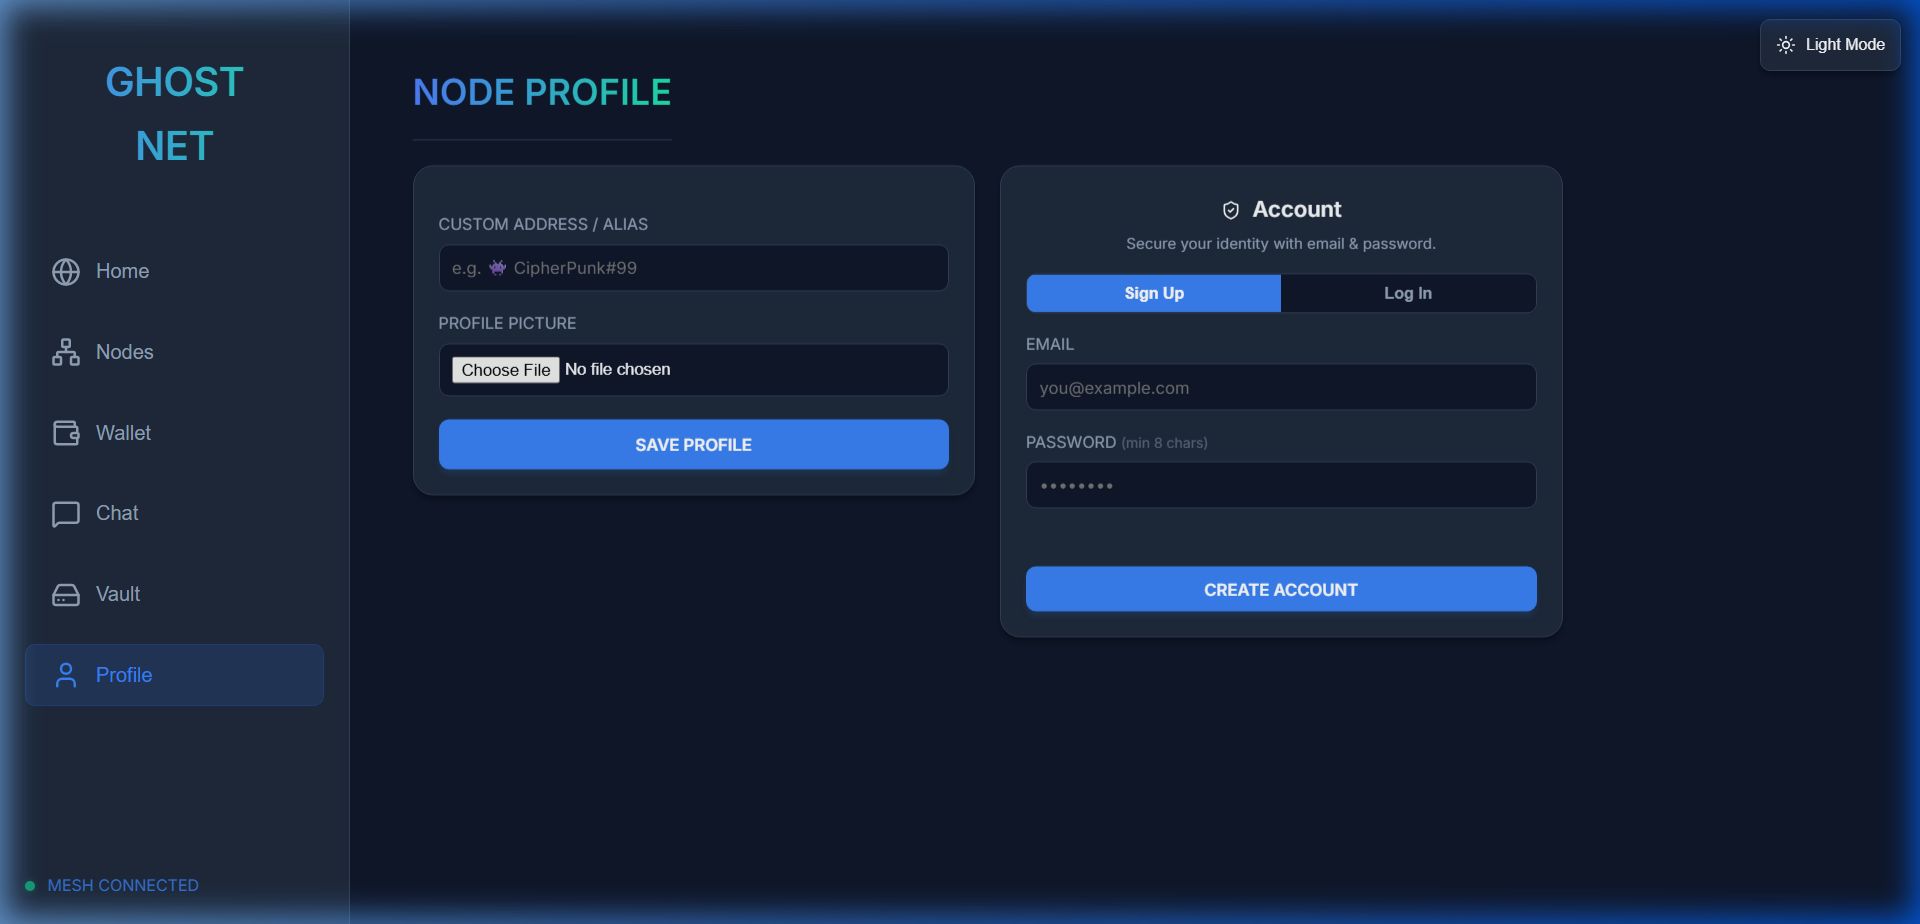 GHOST
NET
Home
Nodes
Wallet
Chat
Vault
Profile
MESH CONNECTED
Light Mode
NODE PROFILE
CUSTOM ADDRESS / ALIAS
e.g. 👾 CipherPunk#99
PROFILE PICTURE
Choose File No file chosen
SAVE PROFILE
Account
Secure your identity with email & password.
Sign Up Log In
EMAIL
you@example.com
PASSWORD (min 8 chars)
••••••••
CREATE ACCOUNT